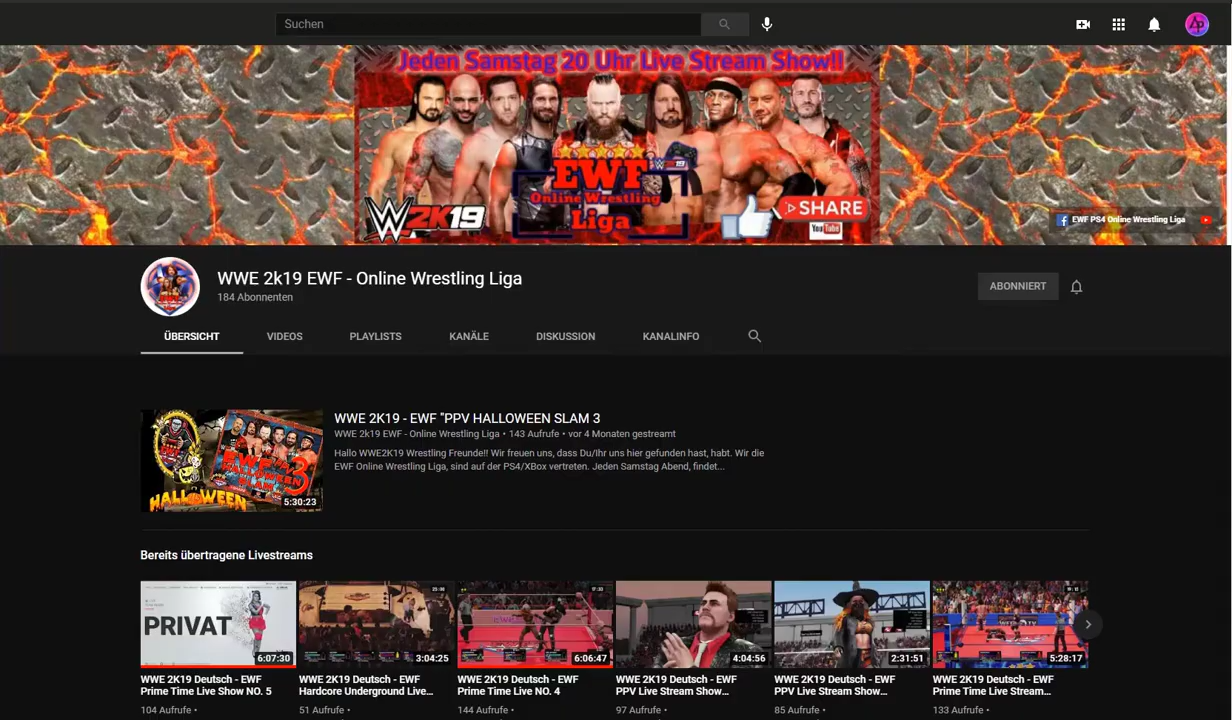 Suchen
Jeden Samstag 20 Uhr Live Stream Show!!
EWF
Online Wrestling
Liga
W 2K19
SHARE
YouTube
EWF PS4 Online Wrestling Liga
WWE 2k19 EWF - Online Wrestling Liga
184 Abonnenten
ABONNIERT
ÜBERSICHT VIDEOS PLAYLISTS KANÄLE DISKUSSION KANALINFO
WWE 2K19 - EWF "PPV HALLOWEEN SLAM 3
WWE 2k19 EWF - Online Wrestling Liga • 143 Aufrufe • vor 4 Monaten gestreamt
Hallo WWE2K19 Wrestling Freunde!! Wir freuen uns, dass Du/Ihr uns hier gefunden hast, habt. Wir die
EWF Online Wrestling Liga, sind auf der PS4/XBox vertreten. Jeden Samstag Abend, findet...
HALLOWEEN
5:30:23
Bereits übertragene Livestreams
PRIVAT
6:07:30 3:04:25 6:06:47 4:04:56 2:31:51 5:28:17
WWE 2K19 Deutsch - EWF
Prime Time Live Show NO. 5
104 Aufrufe •
WWE 2K19 Deutsch - EWF
Hardcore Underground Live...
51 Aufrufe •
WWE 2K19 Deutsch - EWF
Prime Time Live NO. 4
144 Aufrufe •
WWE 2K19 Deutsch - EWF
PPV Live Stream Show...
97 Aufrufe •
WWE 2K19 Deutsch - EWF
PPV Live Stream Show...
85 Aufrufe •
WWE 2K19 Deutsch - EWF
Prime Time Live Stream...
133 Aufrufe •